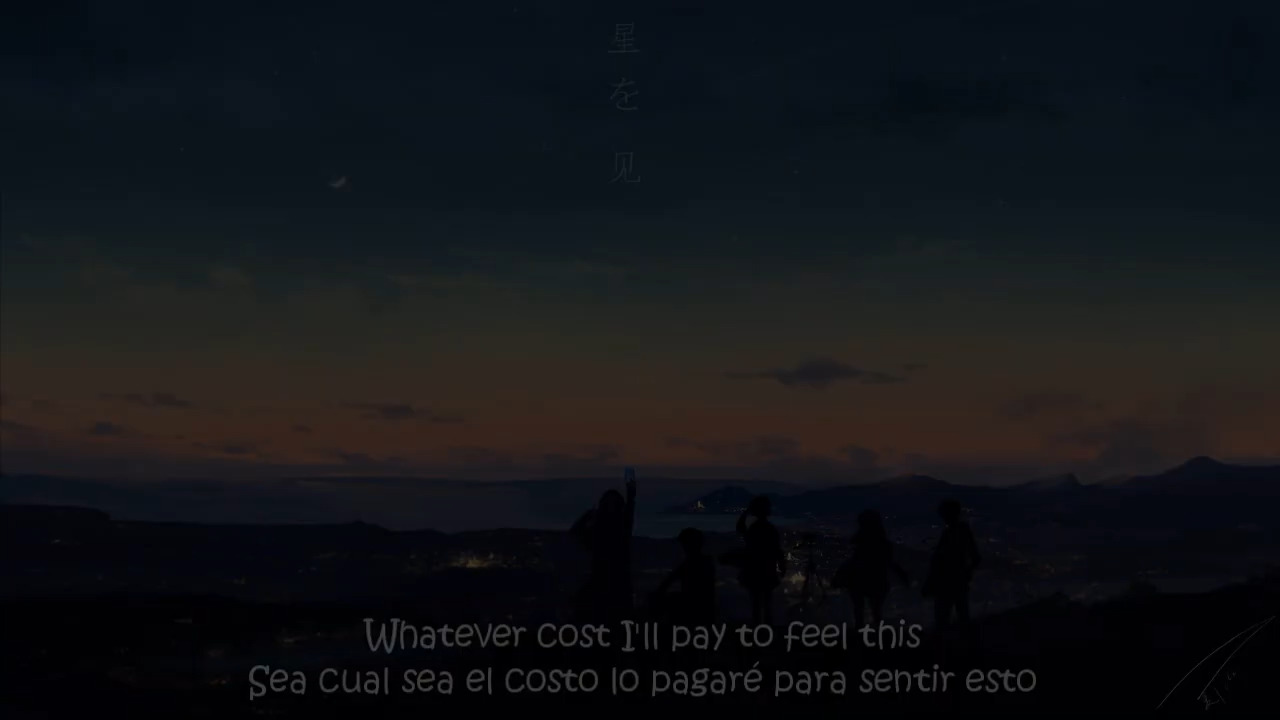 星を见
Whatever cost I'll pay to feel this
Sea cual sea el costo lo pagaré para sentir esto